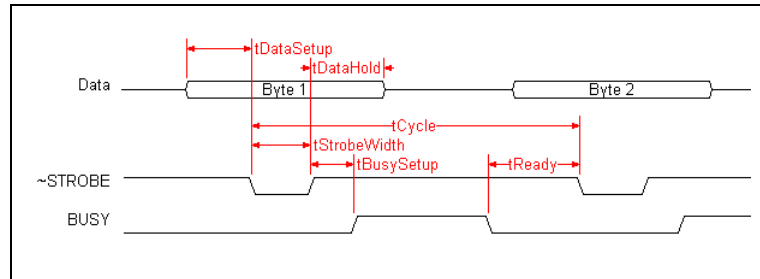 tDataSetup
tDataHold
Data
Byte 1
Byte 2
tCycle
tStrobeWidth
tBusySetup
tReady
~STROBE
BUSY